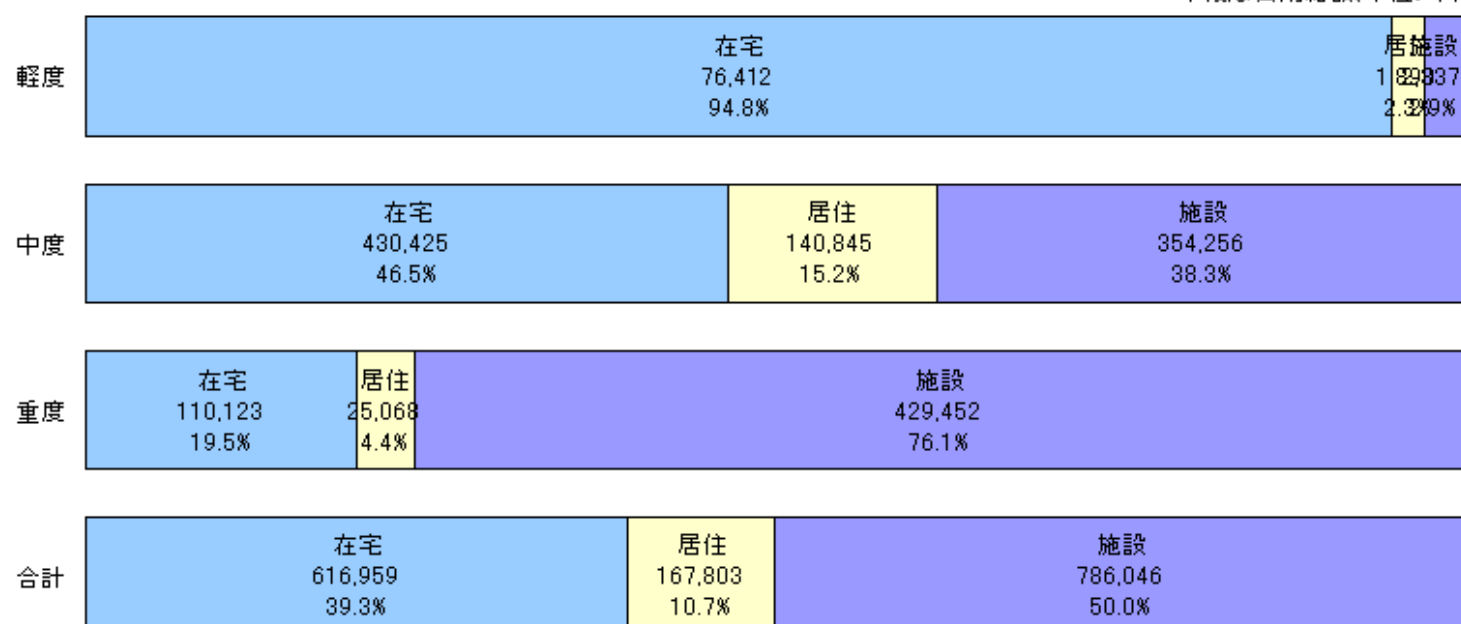 軽度
在宅
76,412
94.8%
施設
中度
在宅
430,425
46.5%
居住
140,845
15.2%
施設
354,256
38.3%
重度
在宅
110,123
19.5%
居住
25,068
4.4%
施設
429,452
76.1%
合計
在宅
616,959
39.3%
居住
167,803
10.7%
施設
786,046
50.0%